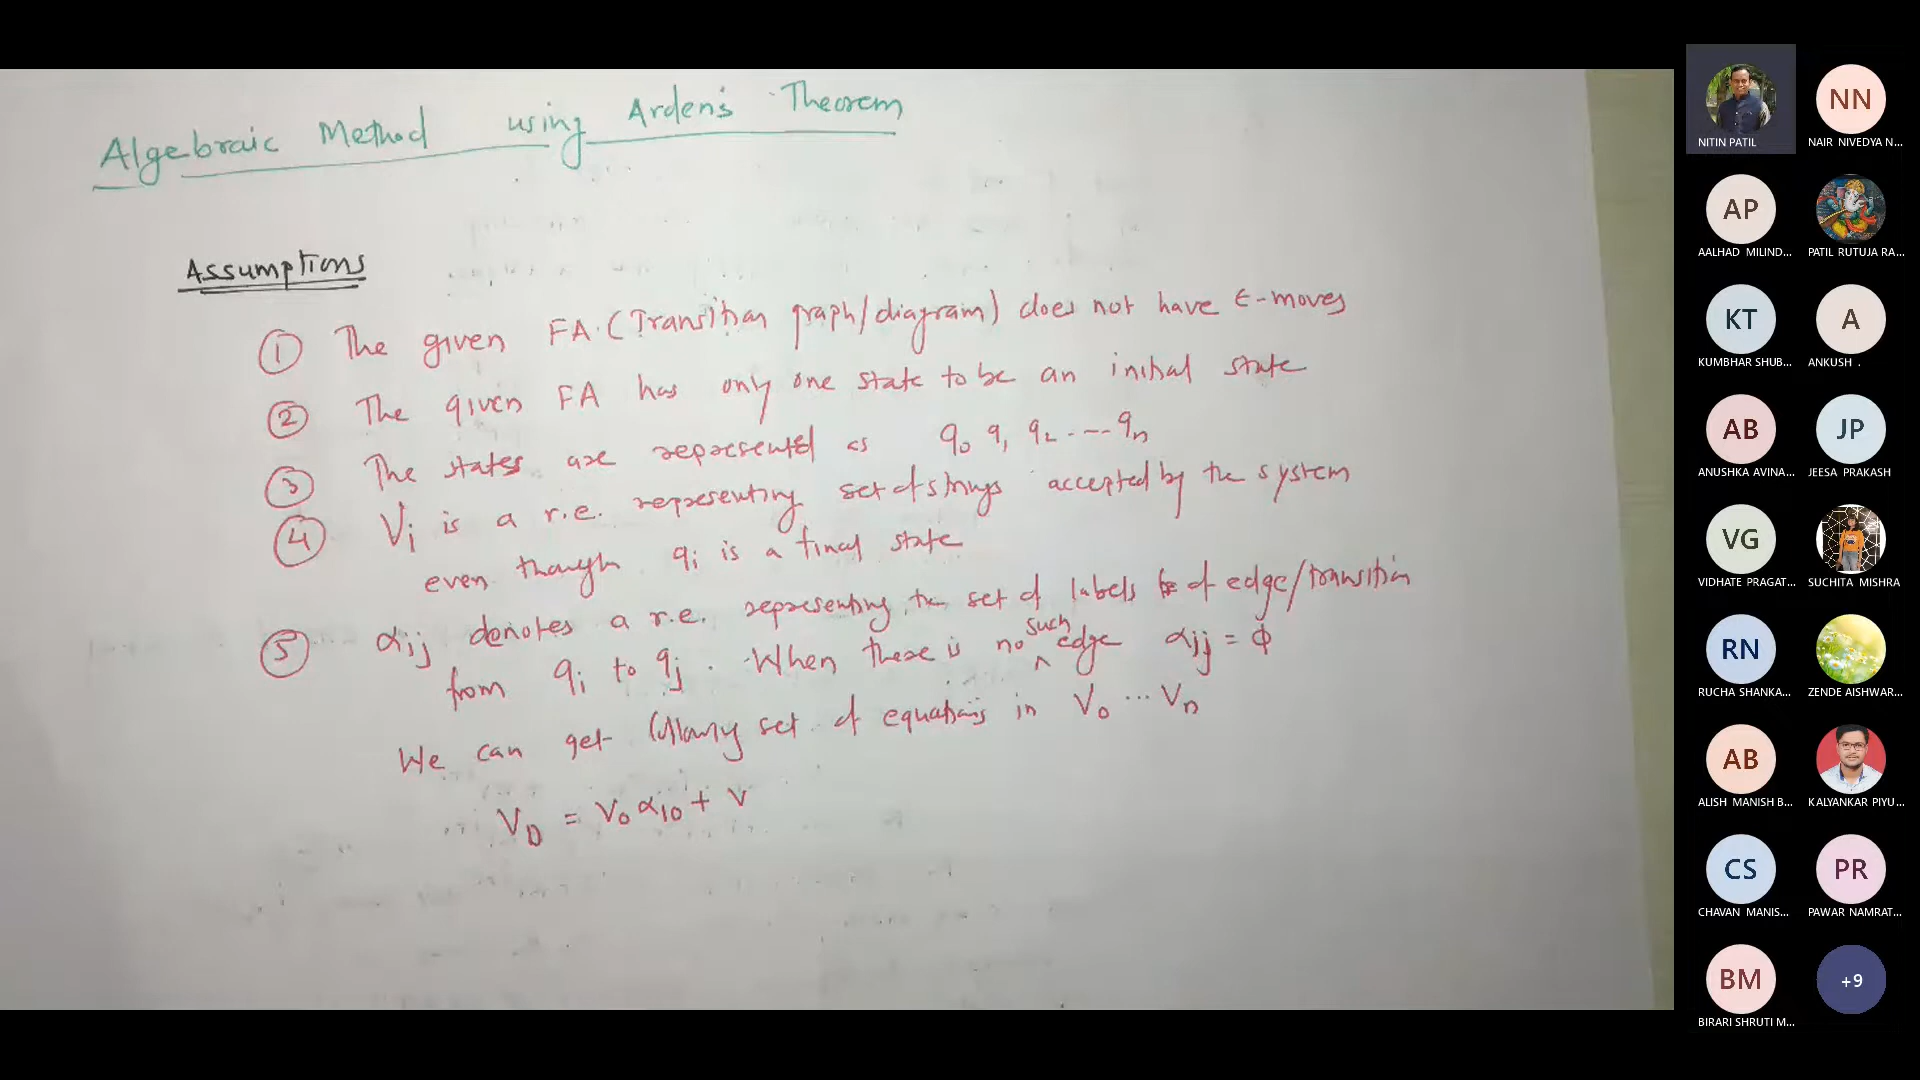 Algebraic Method using Arden's Theorem
Assumptions
① The given FA (Transition graph/diagram) does not have ϵ-moves
② The given FA has only one state to be an initial state
③ The states are represented as q₀ q₁ q₂ ---- qₙ
④ Vᵢ is a r.e. representing set of strings accepted by the system
even though qᵢ is a final state
⑤ αᵢⱼ denotes a r.e. representing the set of labels of edge/transition
from qᵢ to qⱼ. When there is no such edge αᵢⱼ = ϕ
We can get following set of equations in V₀ ... Vₙ
V₀ = V₀ α₁₀ + V
NITIN PATIL
NN
NAIR NIVEDYA N...
AP
AALHAD MILIND...
PATIL RUTUJA RA...
KT
KUMBHAR SHUB...
A
ANKUSH .
AB
ANUSHKA AVINA...
JP
JEESA PRAKASH
VG
VIDHATE PRAGAT...
SUCHITA MISHRA
RN
RUCHA SHANKA...
ZENDE AISHWAR...
AB
ALISH MANISH B...
KALYANKAR PIYU...
CS
CHAVAN MANIS...
PR
PAWAR NAMRAT...
BM
BIRARI SHRUTI M...
+9